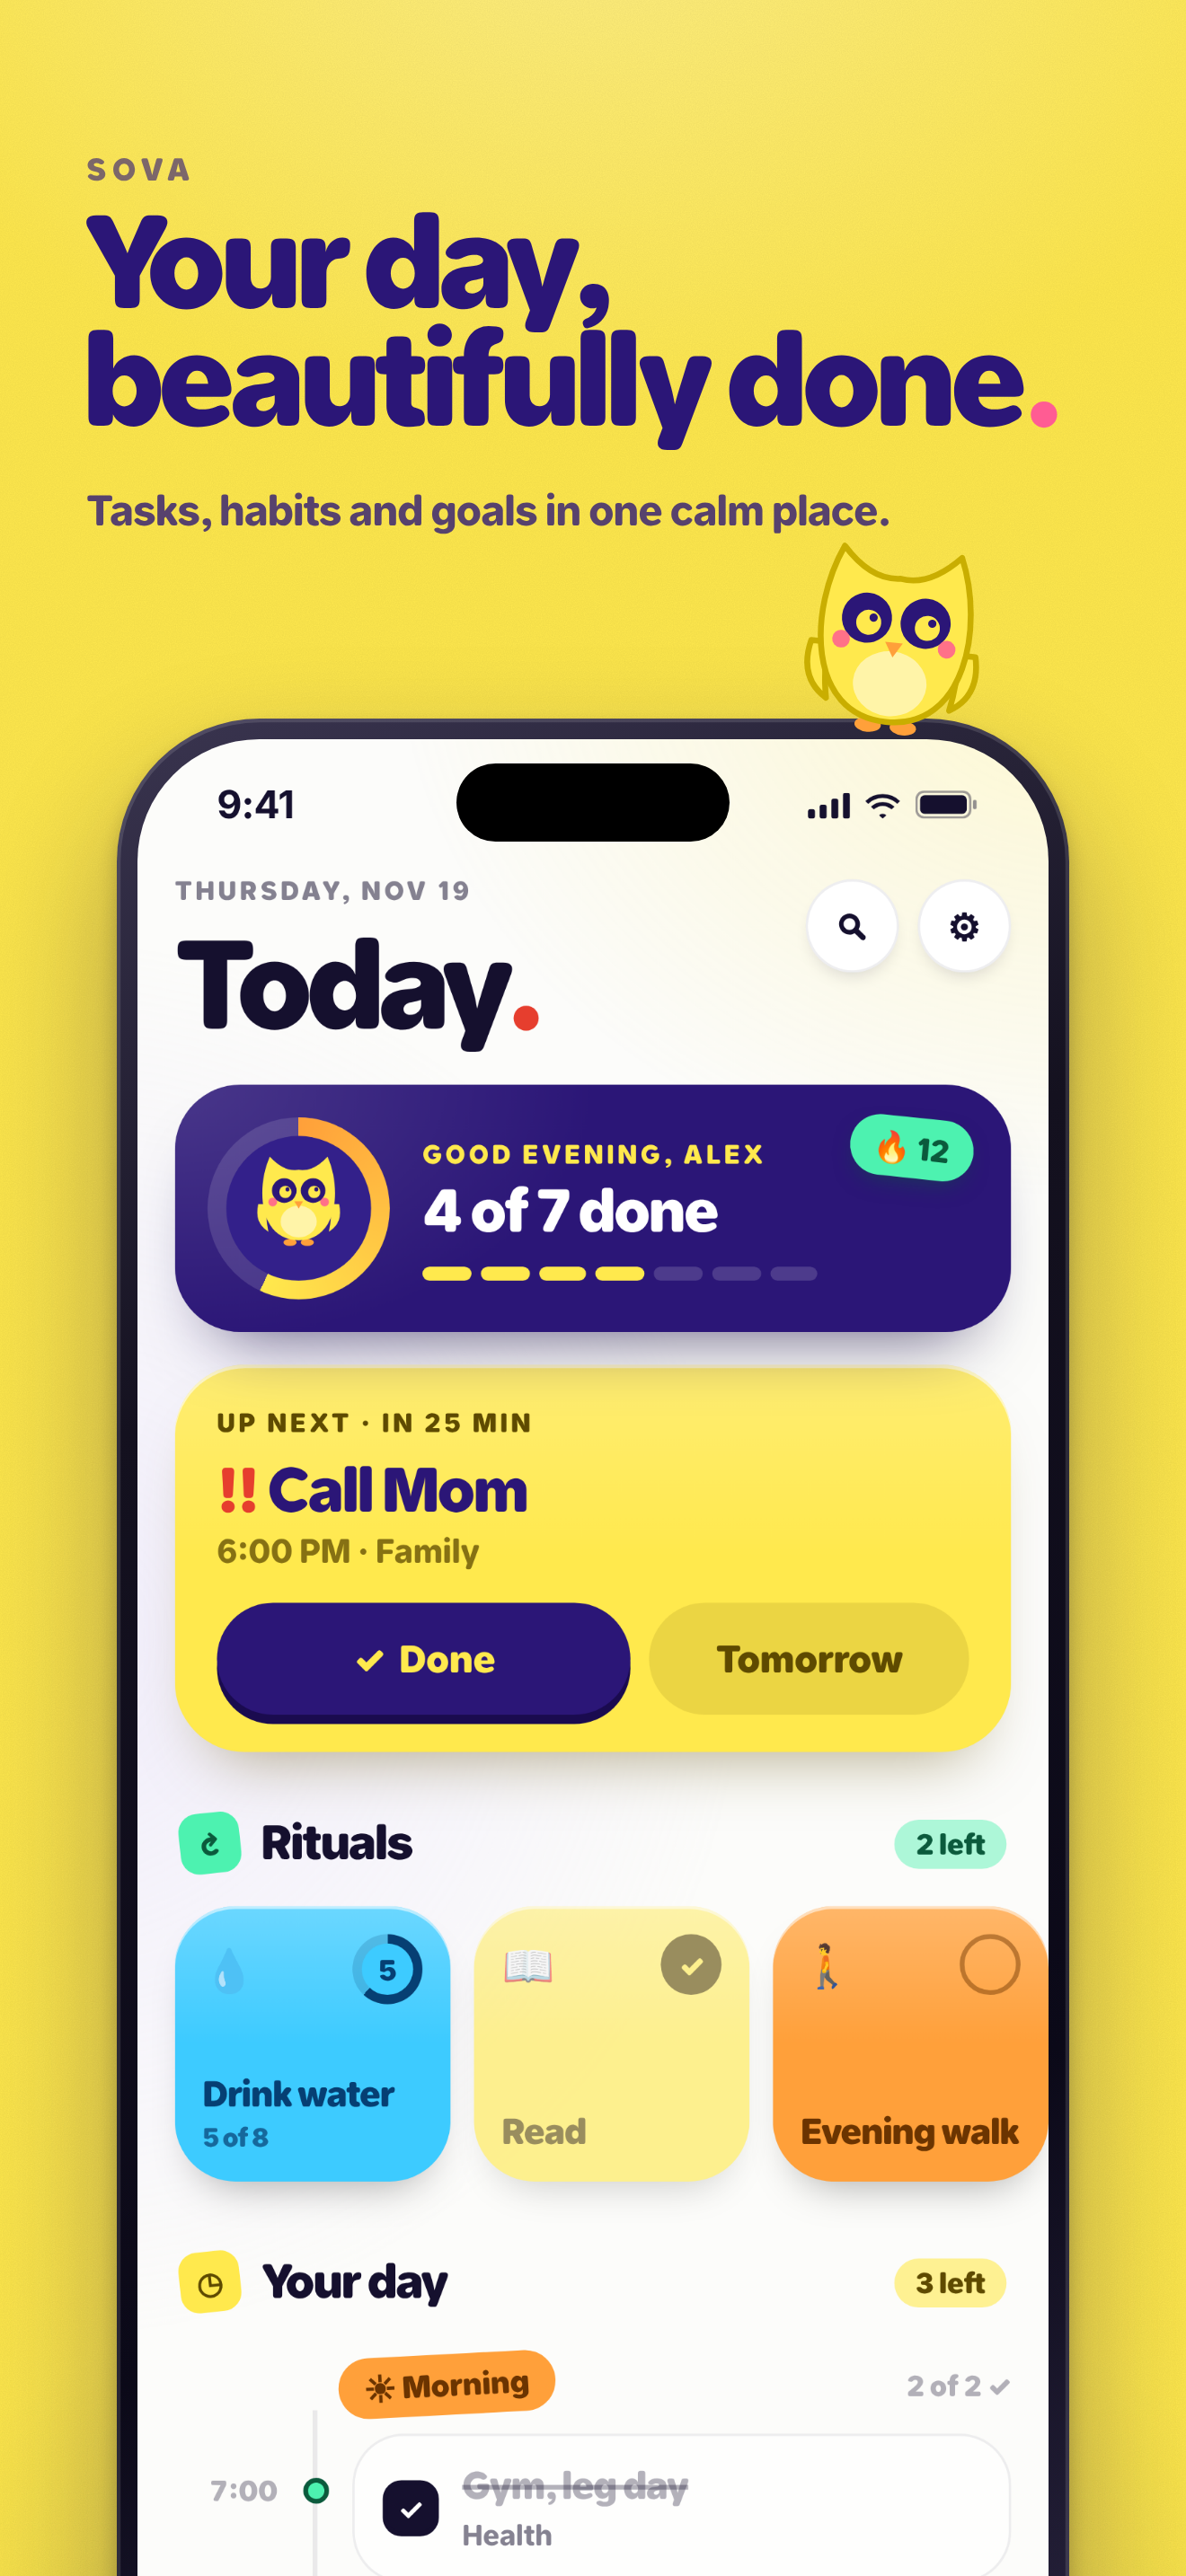 SOVA
Your day,
beautifully done.
Tasks, habits and goals in one calm place.
9:41
THURSDAY, NOV 19
Today.
GOOD EVENING, ALEX
🔥 12
4 of 7 done
UP NEXT · IN 25 MIN
‼ Call Mom
6:00 PM · Family
✓ Done
Tomorrow
Rituals
2 left
5
Drink water
5 of 8
Read
Evening walk
Your day
3 left
☀ Morning
2 of 2 ✓
7:00
Gym, leg day
Health